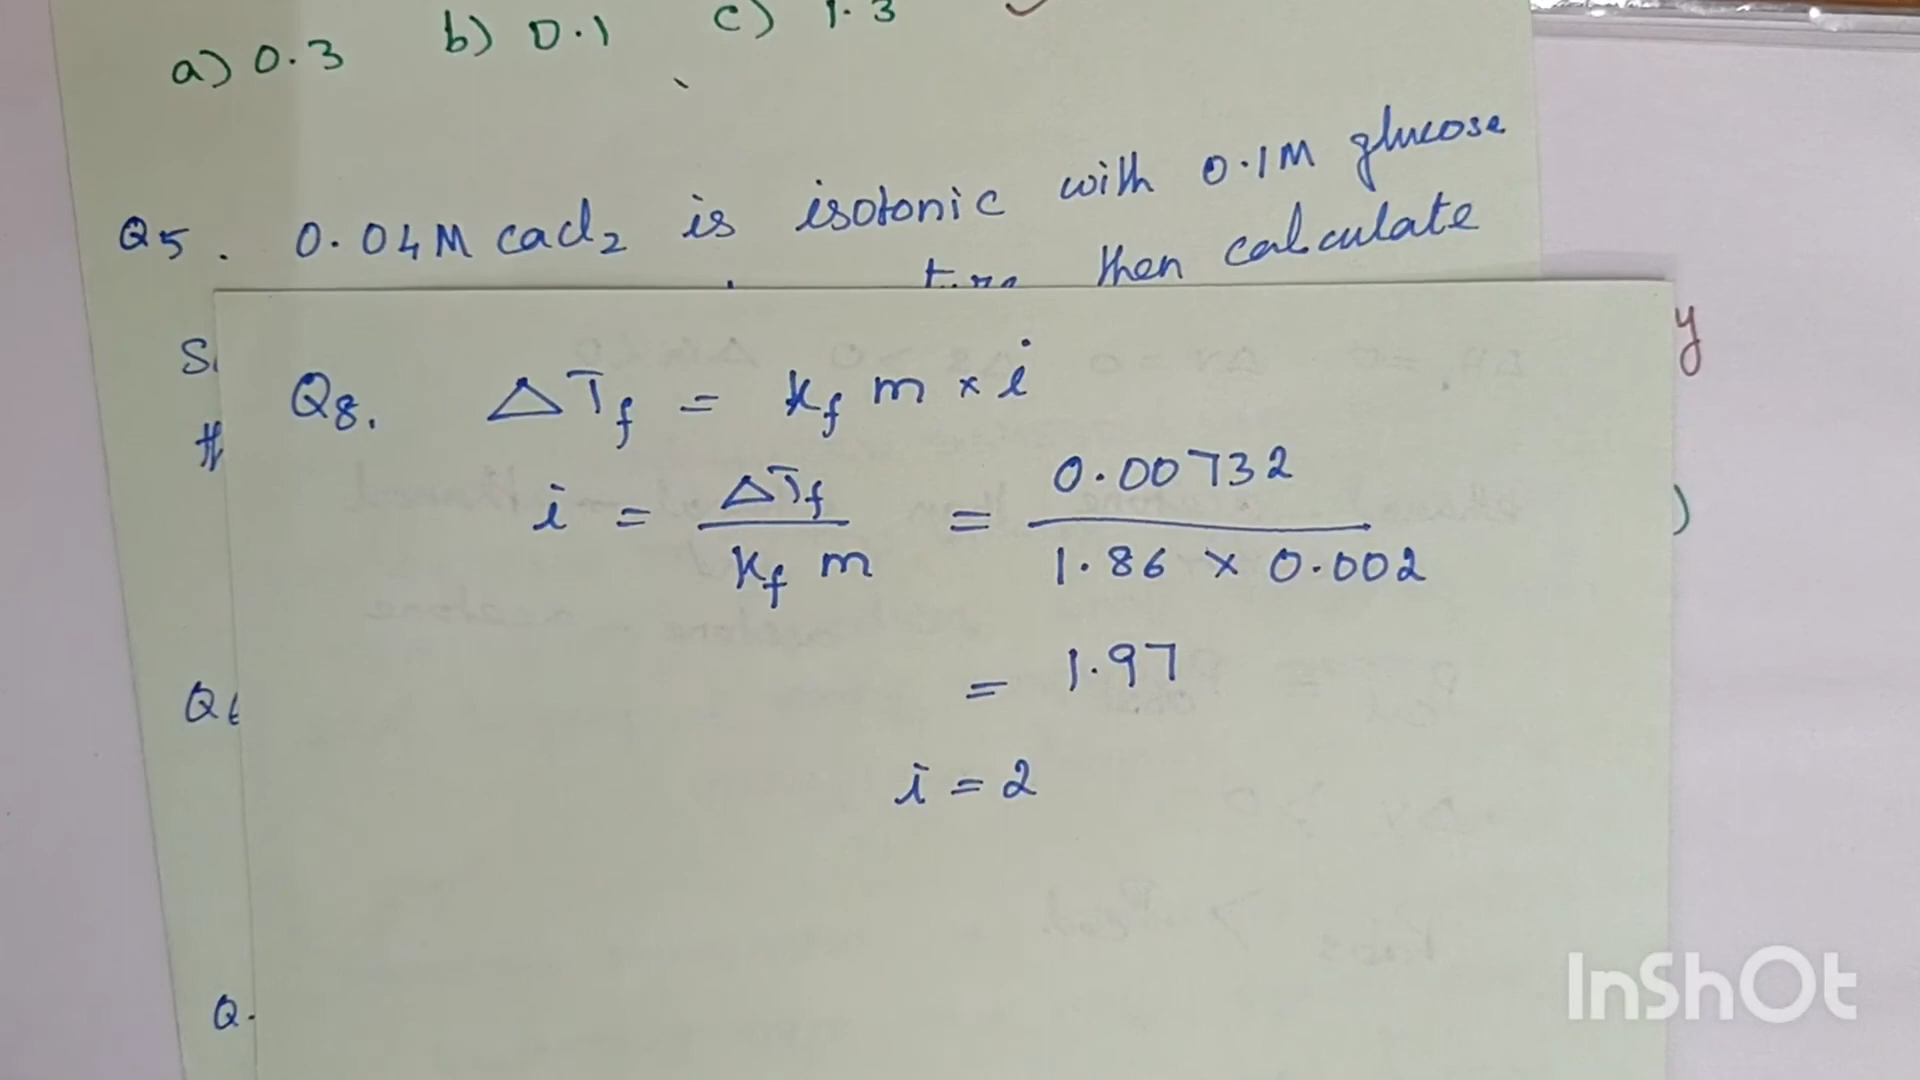 a) 0.3 b) 0.1 c) 1.3
Q5. 0.04M cacl₂ is isotonic with 0.1M glucose
then calculate
y
Q8. ΔTf = kf m × i
i = ΔTf / kf m = 0.00732 / 1.86 × 0.002
= 1.97
i = 2
)
Q.
InShOt